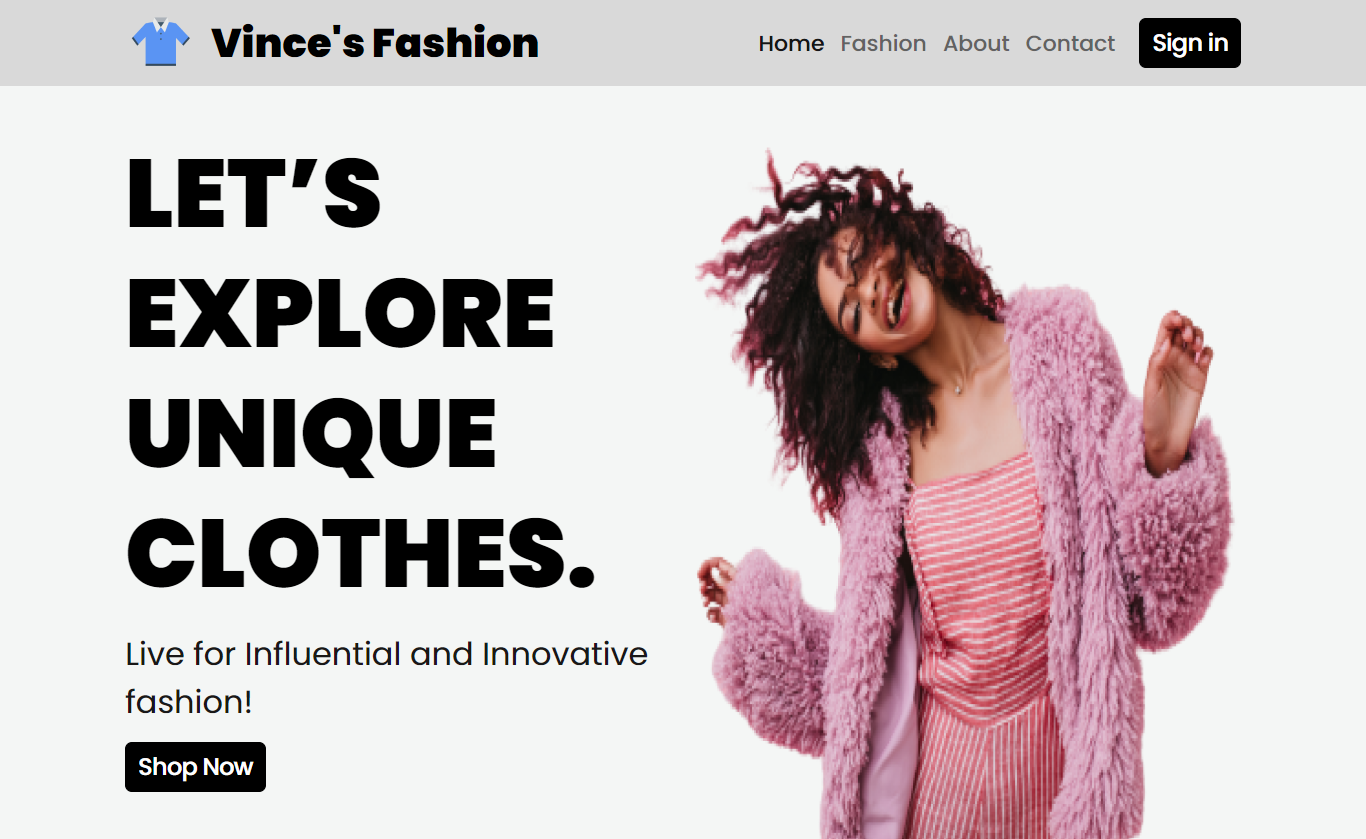 Vince's Fashion
Home Fashion About Contact Sign in
LET’S
EXPLORE
UNIQUE
CLOTHES.
Live for Influential and Innovative
fashion!
Shop Now